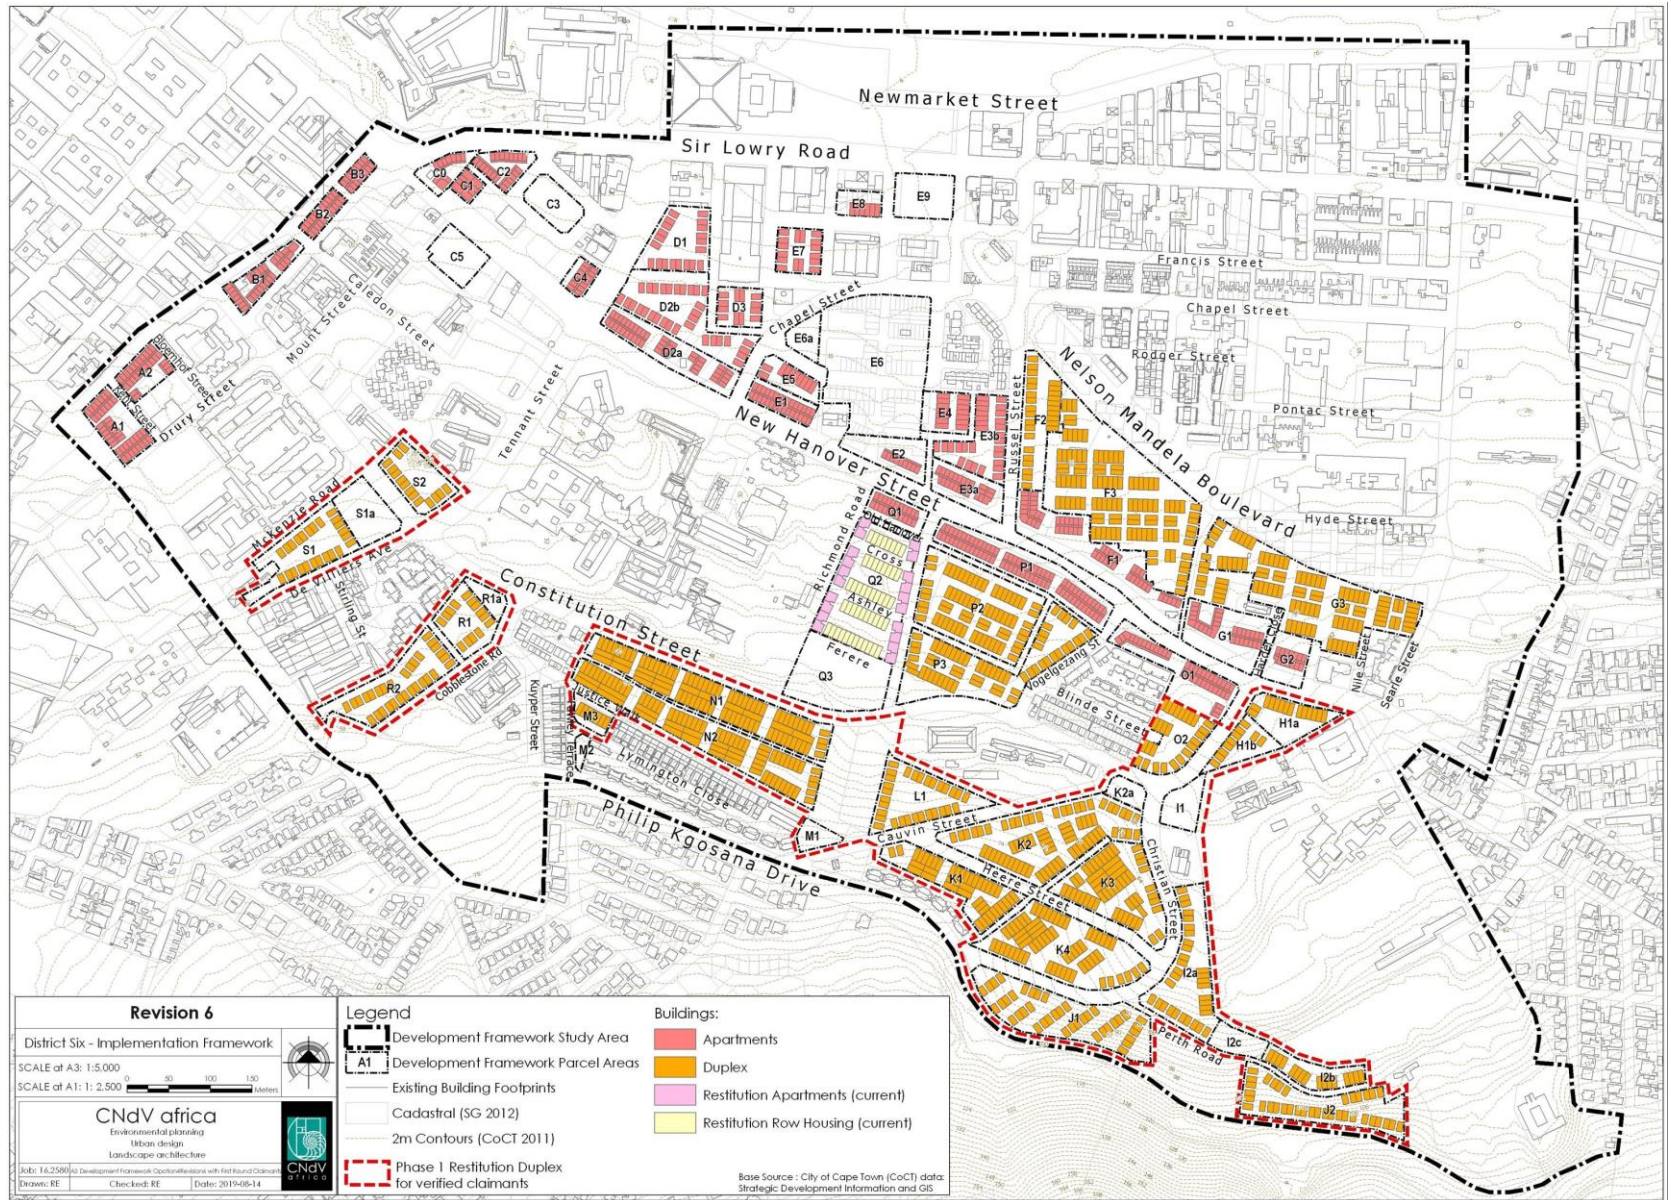 Newmarket Street
Sir Lowry Road
B3
C0
C1
C2
B2
C3
E8
E9
C5
D1
E7
B1
C4
Francis Street
Caledon Street
Mount Street
D2b
D3
Chapel Street
Chapel Street
E6a
E6
D2a
Rodger Street
Bloemhof Street
A2
E5
Nelson Mandela Boulevard
Tennant Street
E1
Drury Street
A1
New Hanover Street
E4
E3b
F2
Russel Street
Pontac Street
E2
S2
E3a
F3
McKenzie Road
S1a
Richmond Road
Q1
Hyde Street
S1
Cross
De Villiers Ave
Constitution Street
Q2
P1
F1
Stirling St
R1a
Ashley
P2
G3
R1
G1
Ferere
P3
G2
Cobblestone Rd
Vogelgezang St
Nile Street
Searle Street
R2
Q3
O1
Kuyper Street
Justice Walk
N1
Blinde Street
H1a
M3
N2
O2
H1b
M2
Lymington Close
K2a
L1
I1
Philip Kgosana Drive
M1
Cauvin Street
K2
Christian Street
K1
Heere Street
K3
K4
I2a
J1
Perth Road
I2c
I2b
J2
Revision 6
District Six - Implementation Framework
SCALE at A3: 1:5.000
SCALE at A1: 1: 2.500
0 50 100 150
Meters
CNdV africa
Environmental planning
Urban design
Landscape architecture
CNdV
africa
Job: 16.2580
Drawn: RE
Checked: RE
Date: 2019-08-14
Legend
Development Framework Study Area
A1
Development Framework Parcel Areas
Existing Building Footprints
Cadastral (SG 2012)
2m Contours (CoCT 2011)
Phase 1 Restitution Duplex
for verified claimants
Buildings:
Apartments
Duplex
Restitution Apartments (current)
Restitution Row Housing (current)
Base Source : City of Cape Town (CoCT) data:
Strategic Development Information and GIS